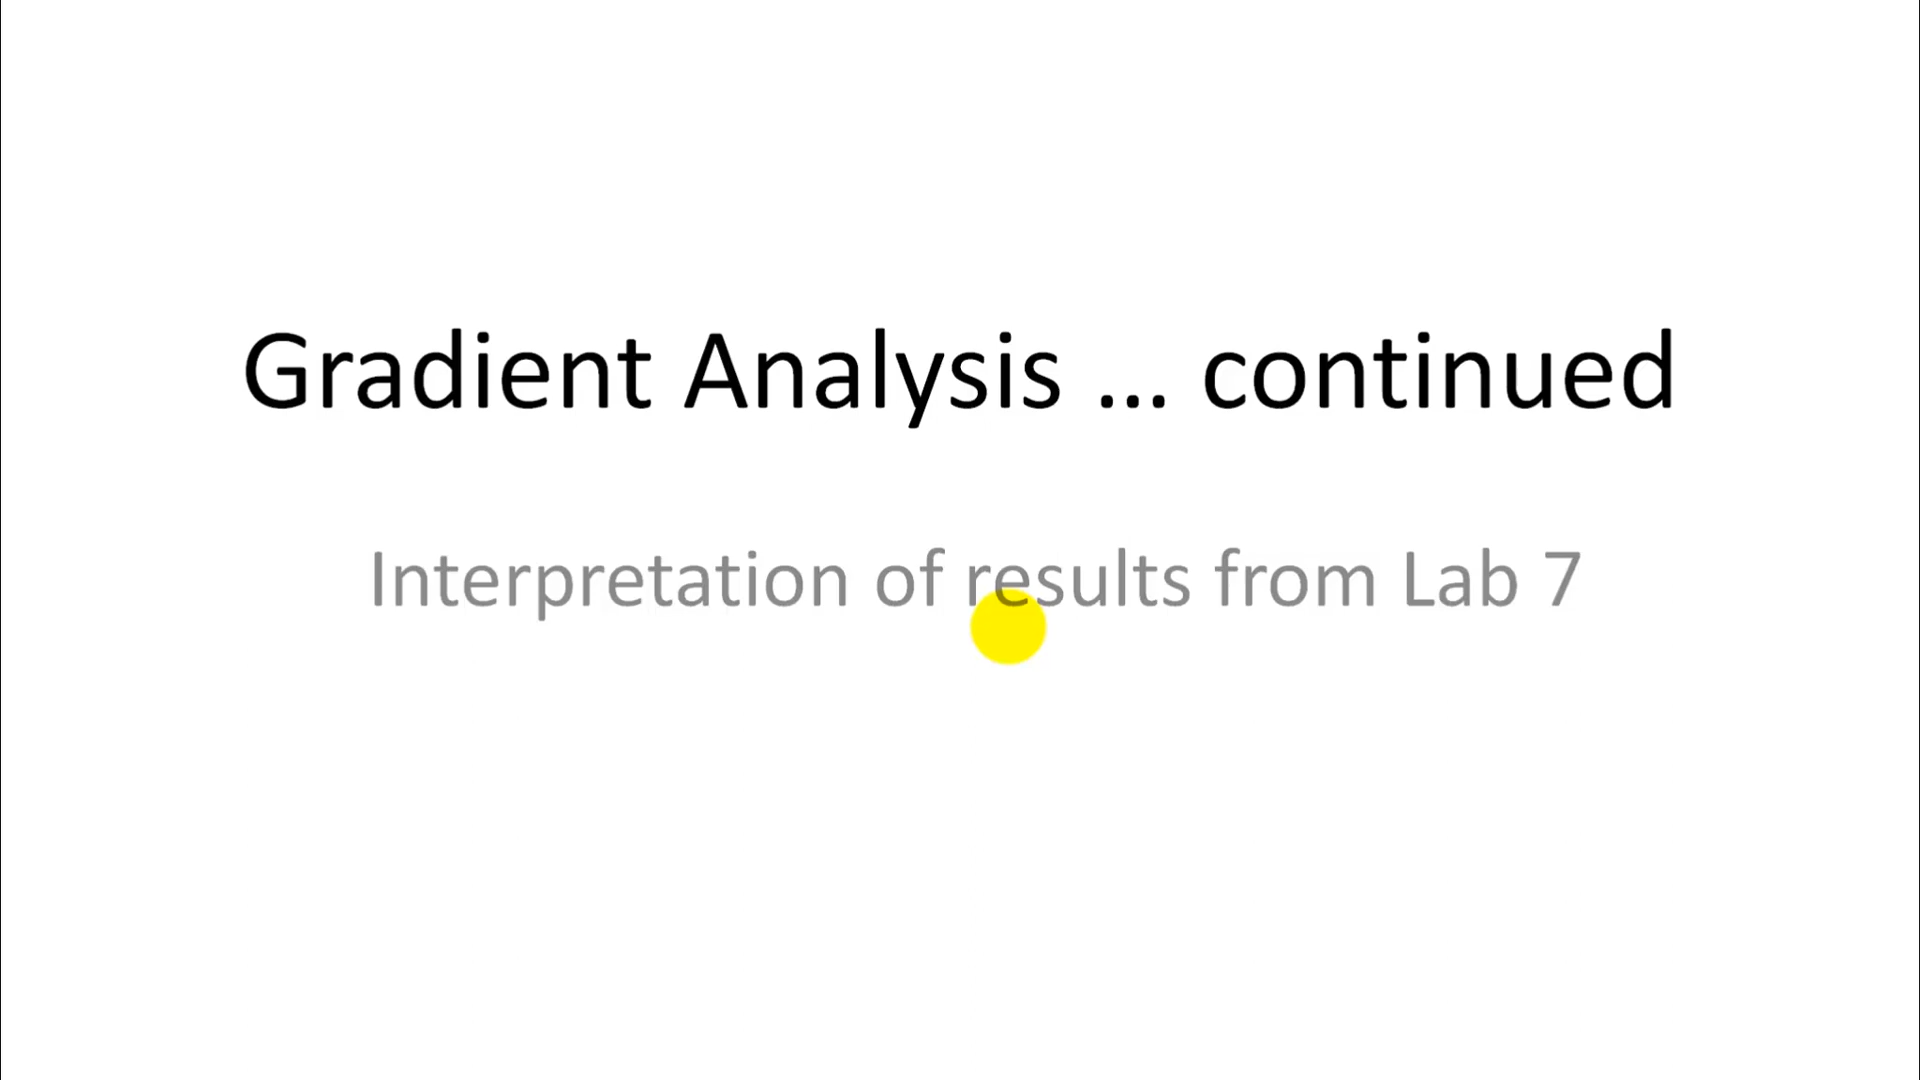 Gradient Analysis ... continued
Interpretation of results from Lab 7